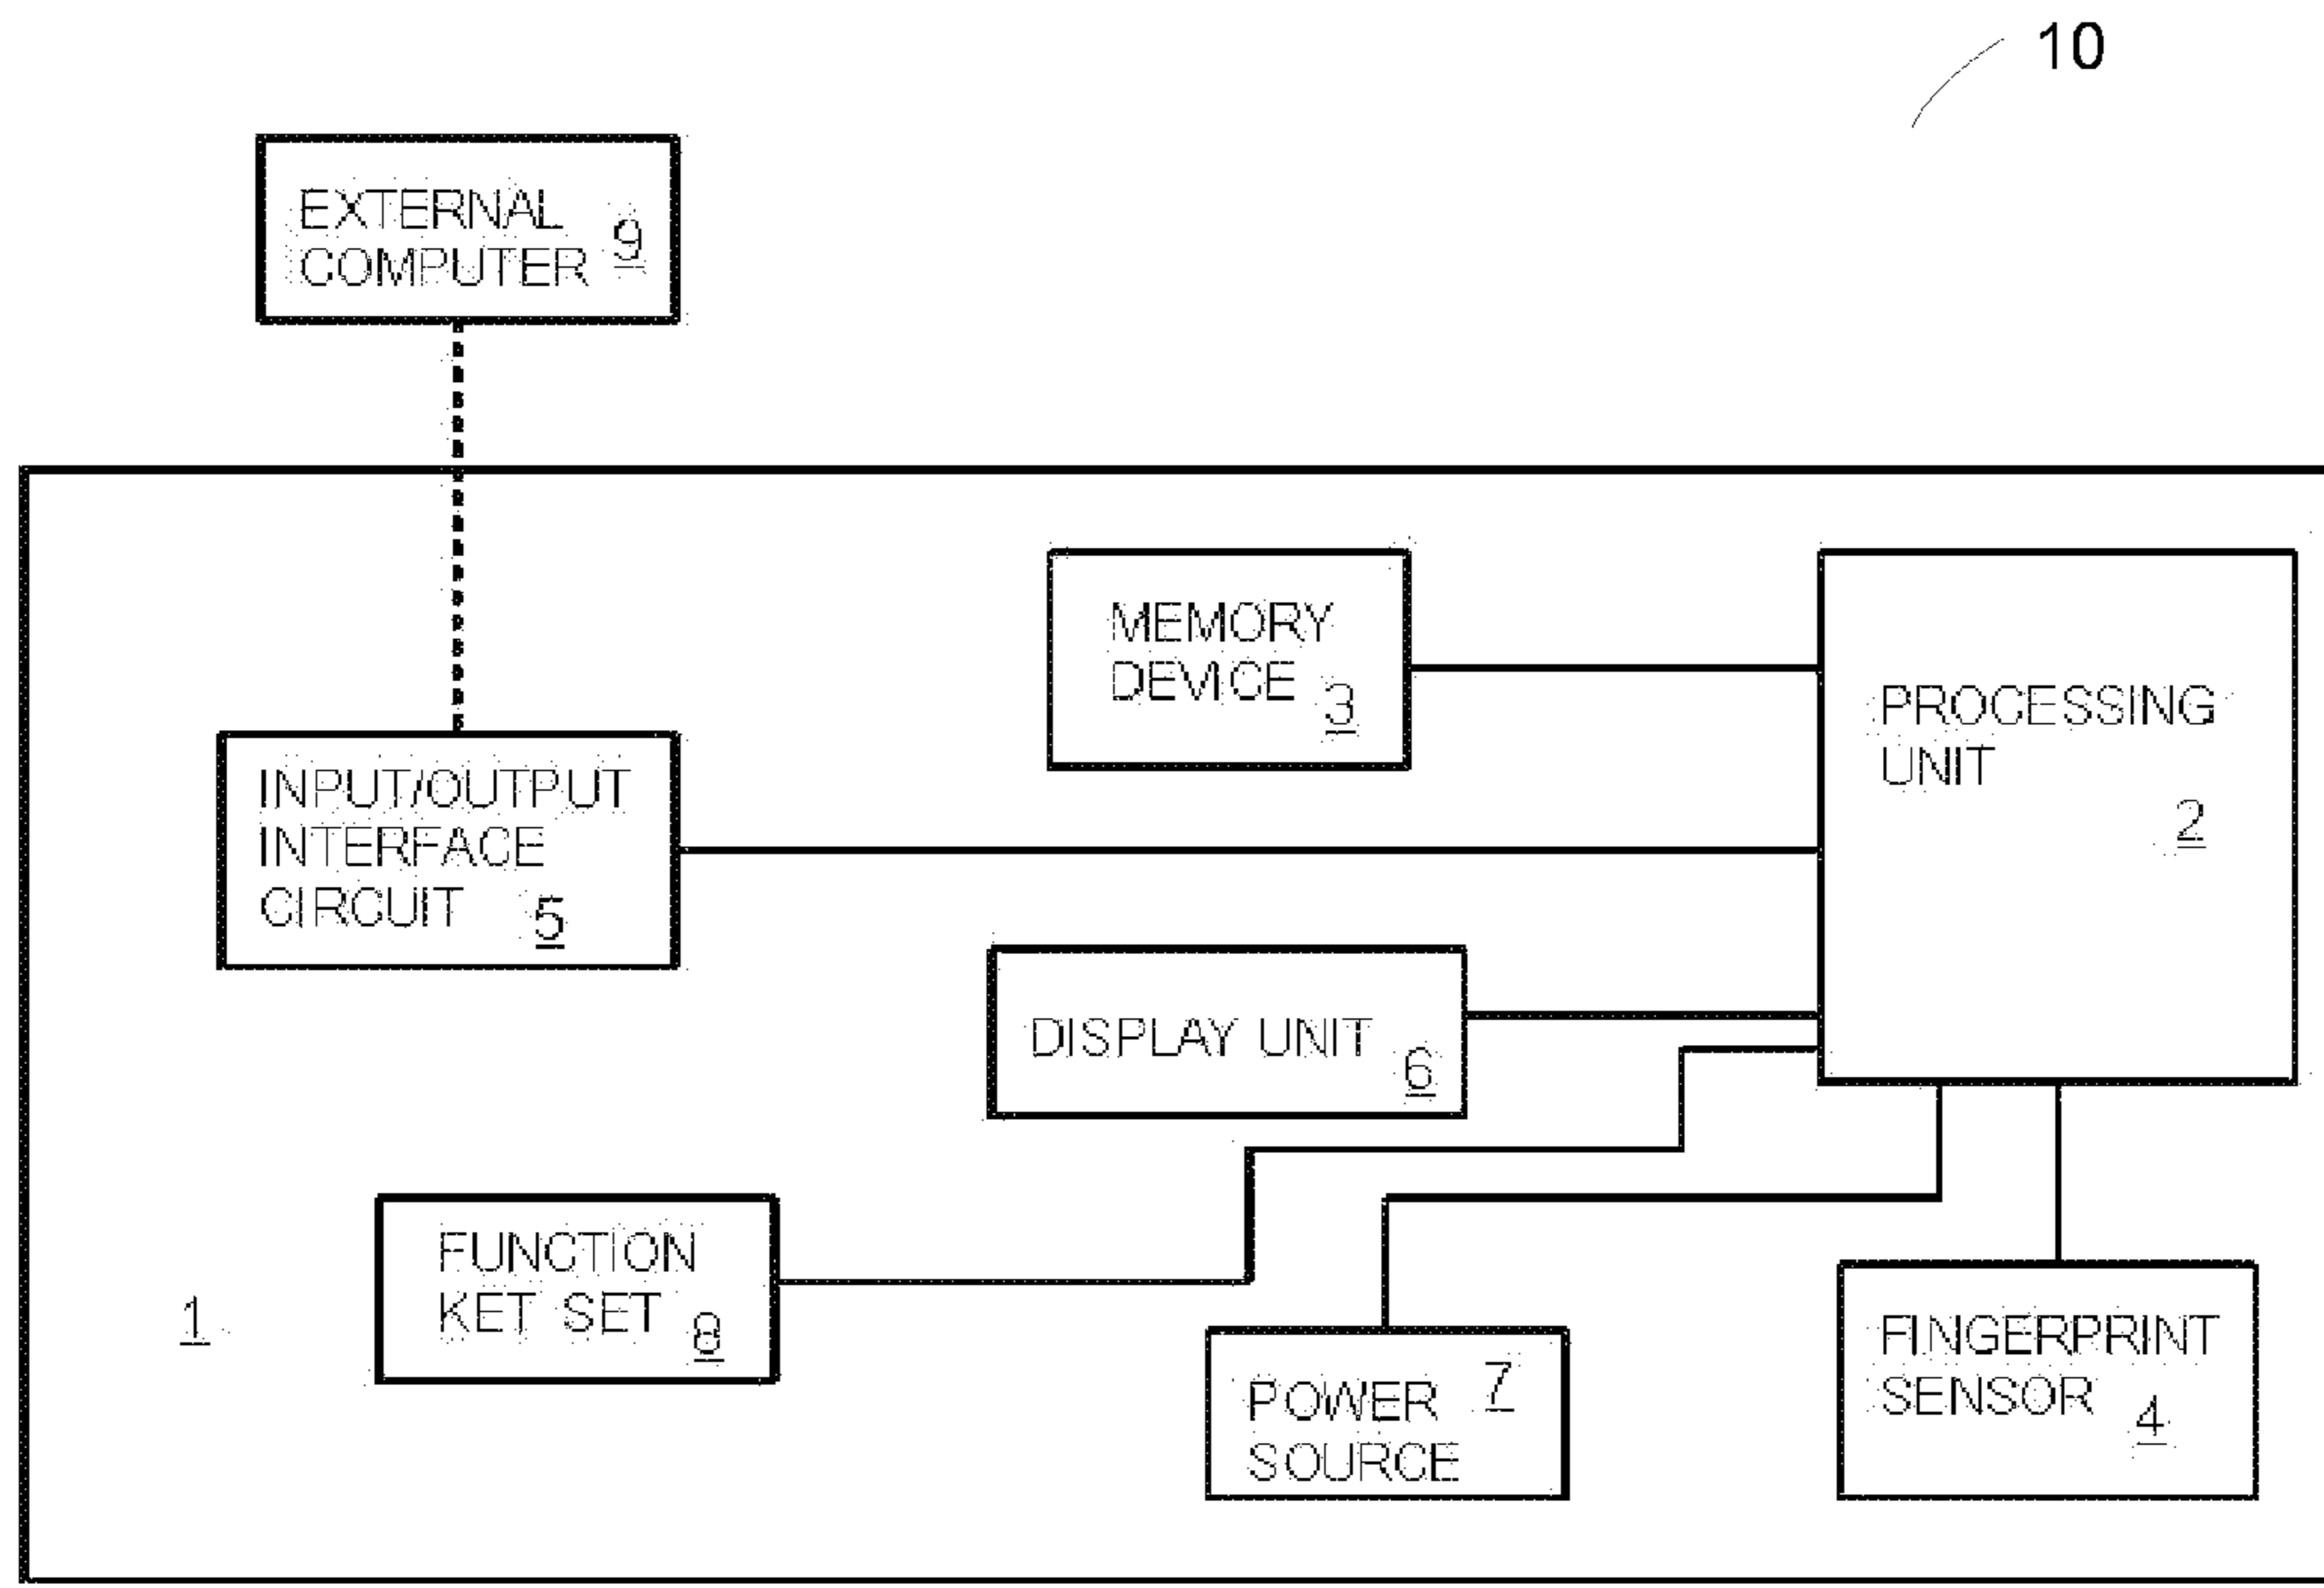 10
EXTERNAL
COMPUTER 9
MEMORY
DEVICE 3
PROCESSING
UNIT
2
INPUT/OUTPUT
INTERFACE
CIRCUIT 5
DISPLAY UNIT 6
FUNCTION
KET SET 8
1
POWER 7
SOURCE
FINGERPRINT
SENSOR 4